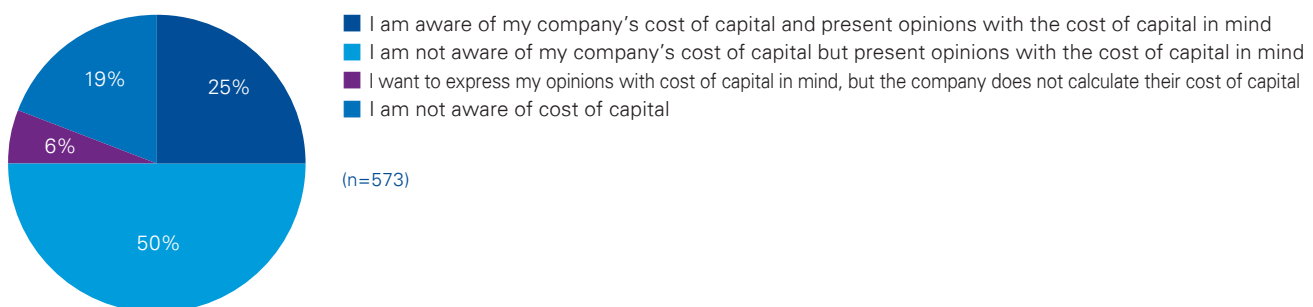 I am aware of my company's cost of capital and present opinions with the cost of capital in mind
I am not aware of my company's cost of capital but present opinions with the cost of capital in mind
I want to express my opinions with cost of capital in mind, but the company does not calculate their cost of capital
I am not aware of cost of capital
(n=573)
19%
25%
6%
50%